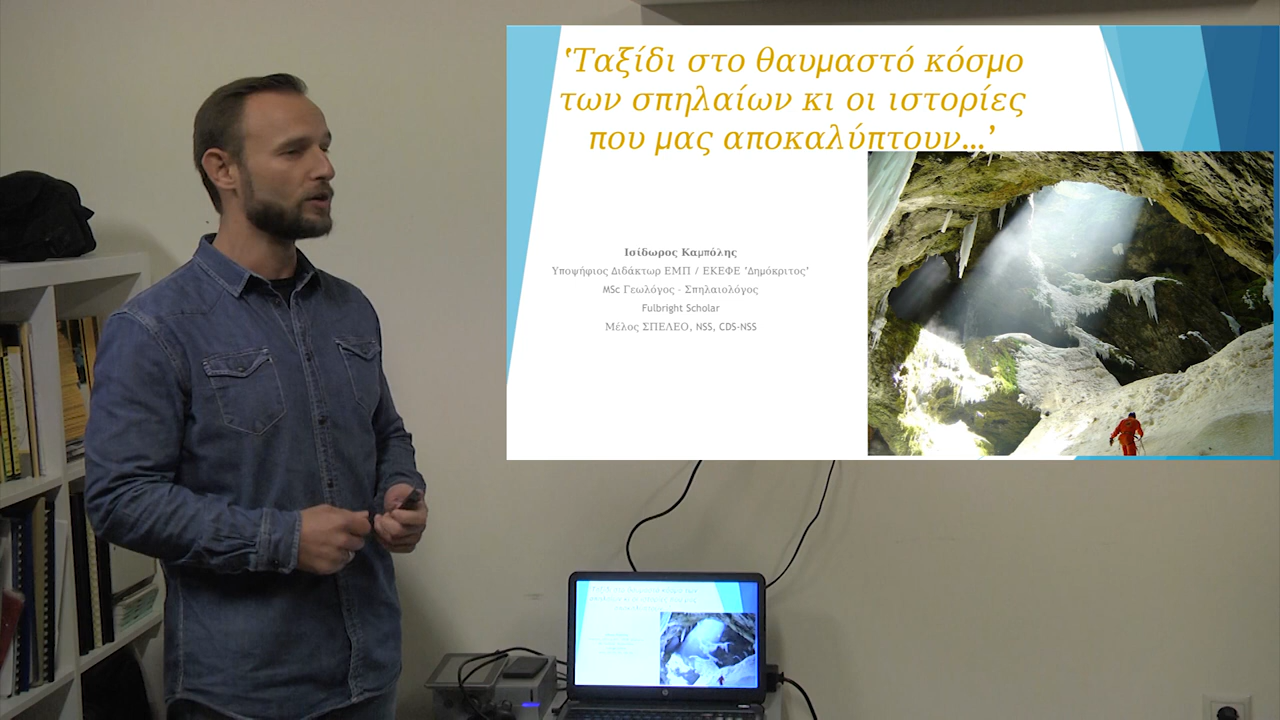 ‘Ταξίδι στο θαυμαστό κόσμο
των σπηλαίων κι οι ιστορίες
που μας αποκαλύπτουν…’
Ισίδωρος Καμπόλης
Υποψήφιος Διδάκτωρ ΕΜΠ / ΕΚΕΦΕ ’Δημόκριτος’
MSc Γεωλόγος - Σπηλαιολόγος
Fulbright Scholar
Μέλος ΣΠΕΛΕΟ, NSS, CDS-NSS